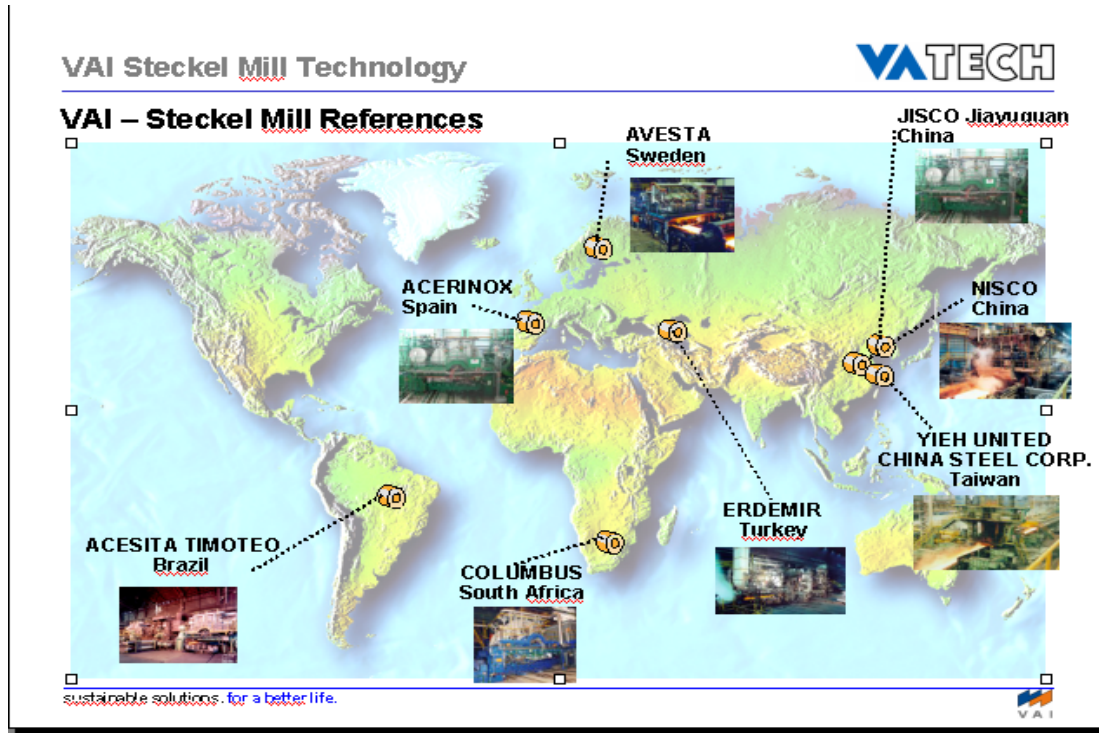 VAI Steckel Mill Technology
VATECH
VAI – Steckel Mill References
JISCO Jiayuquan
China
AVESTA
Sweden
ACERINOX
Spain
NISCO
China
YIEH UNITED
CHINA STEEL CORP.
Taiwan
ERDEMIR
Turkey
ACESITA TIMOTEO
Brazil
COLUMBUS
South Africa
sustainable solutions. for a better life.
VAI